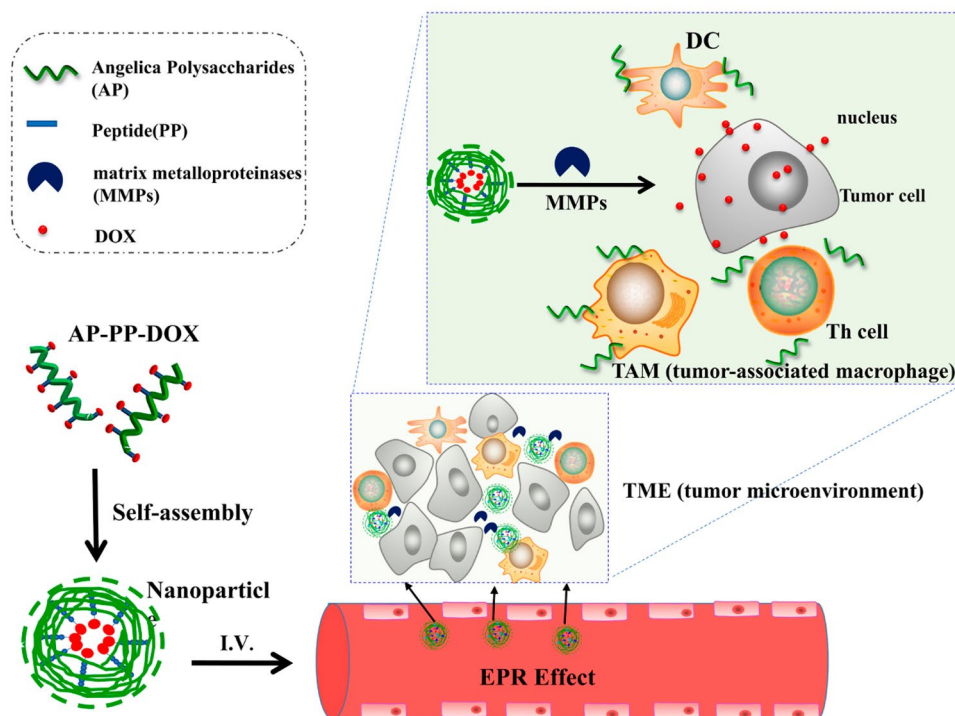 Angelica Polysaccharides
(AP)
Peptide(PP)
matrix metalloproteinases
(MMPs)
DOX
DC
nucleus
MMPs
Tumor cell
Th cell
TAM (tumor-associated macrophage)
AP-PP-DOX
Self-assembly
TME (tumor microenvironment)
Nanoparticl
I.V.
EPR Effect